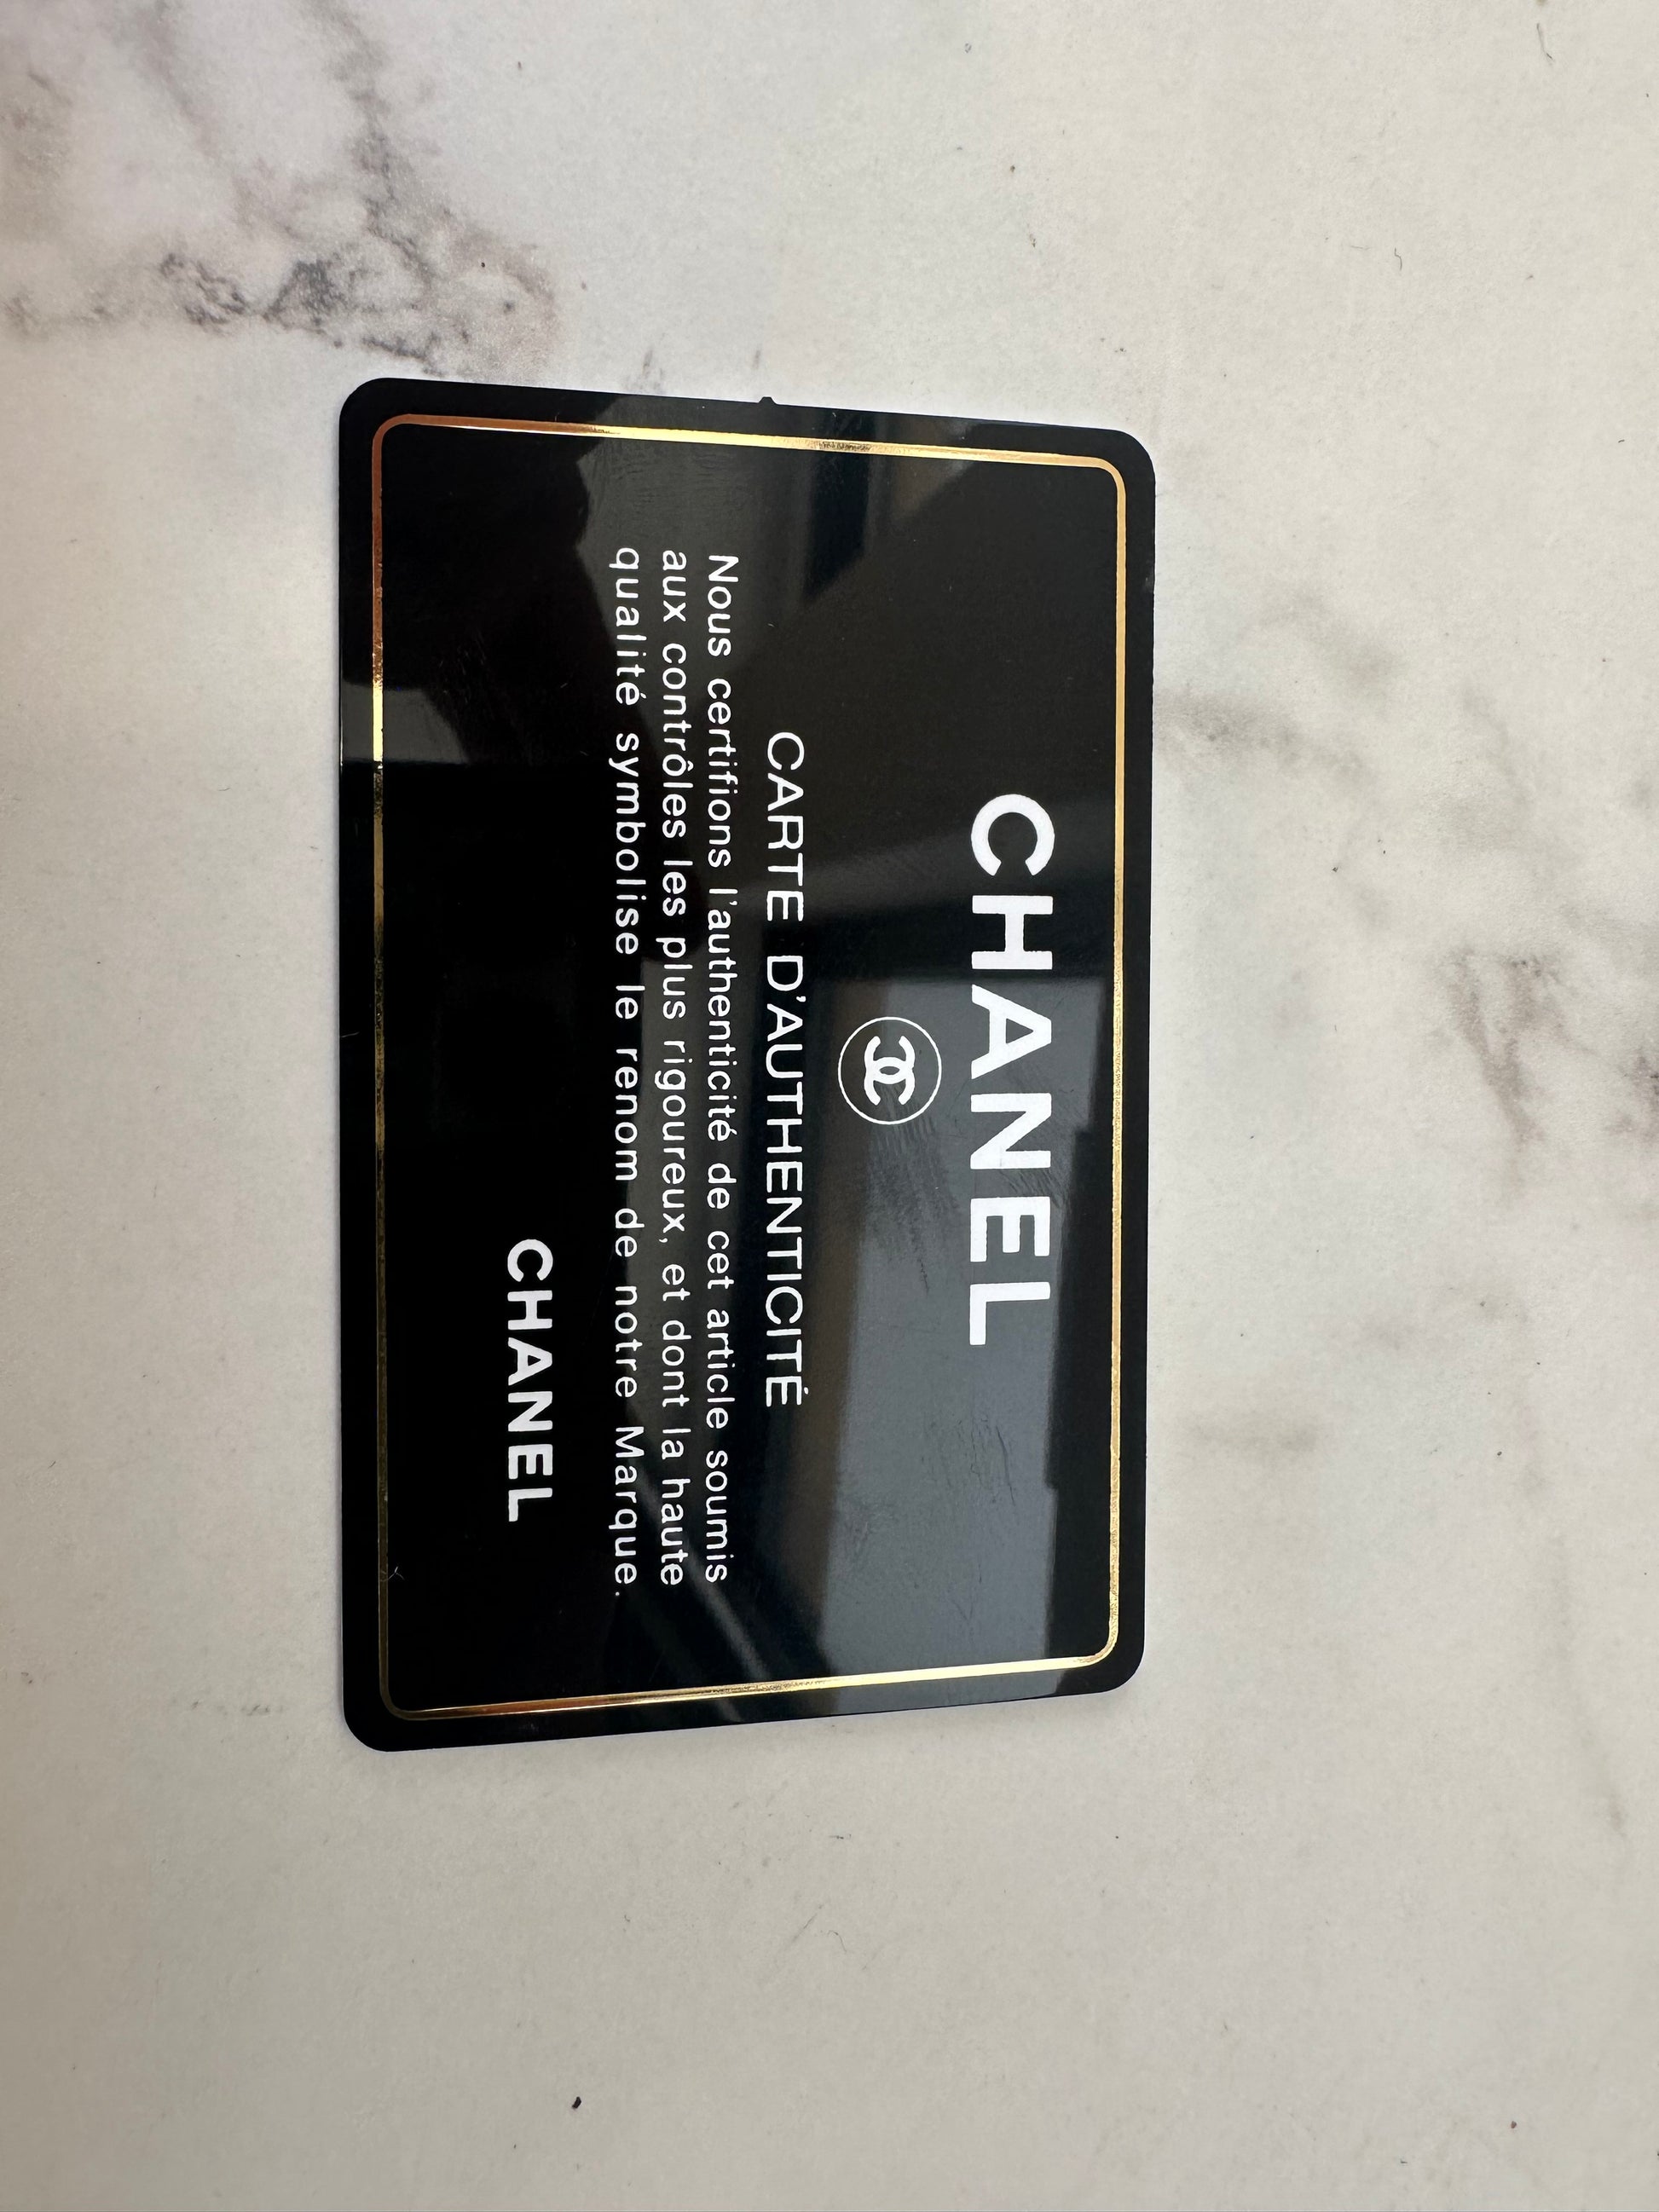 CHANEL
CARTE D'AUTHENTICITÉ
Nous certifions l'authenticité de cet article soumis
aux contrôles les plus rigoureux, et dont la haute
qualité symbolise le renom de notre Marque.
CHANEL